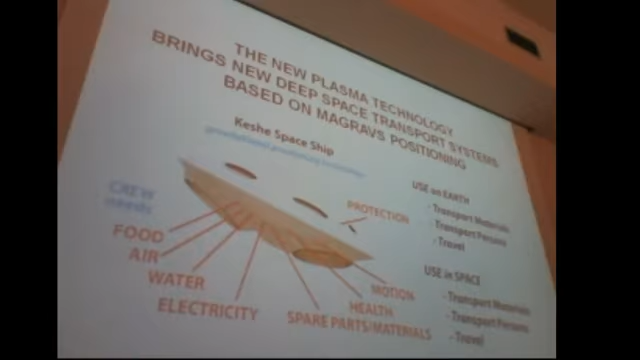 THE NEW PLASMA TECHNOLOGY
BRINGS NEW DEEP SPACE TRANSPORT SYSTEMS
BASED ON MAGRAVS POSITIONING
Keshe Space Ship
CREW
needs
FOOD
AIR
WATER
ELECTRICITY
SPARE PARTS/MATERIALS
HEALTH
MOTION
PROTECTION
USE on EARTH
- Transport Materials
- Transport Persons
- Travel
USE in SPACE
- Transport Materials
- Transport Persons
- Travel